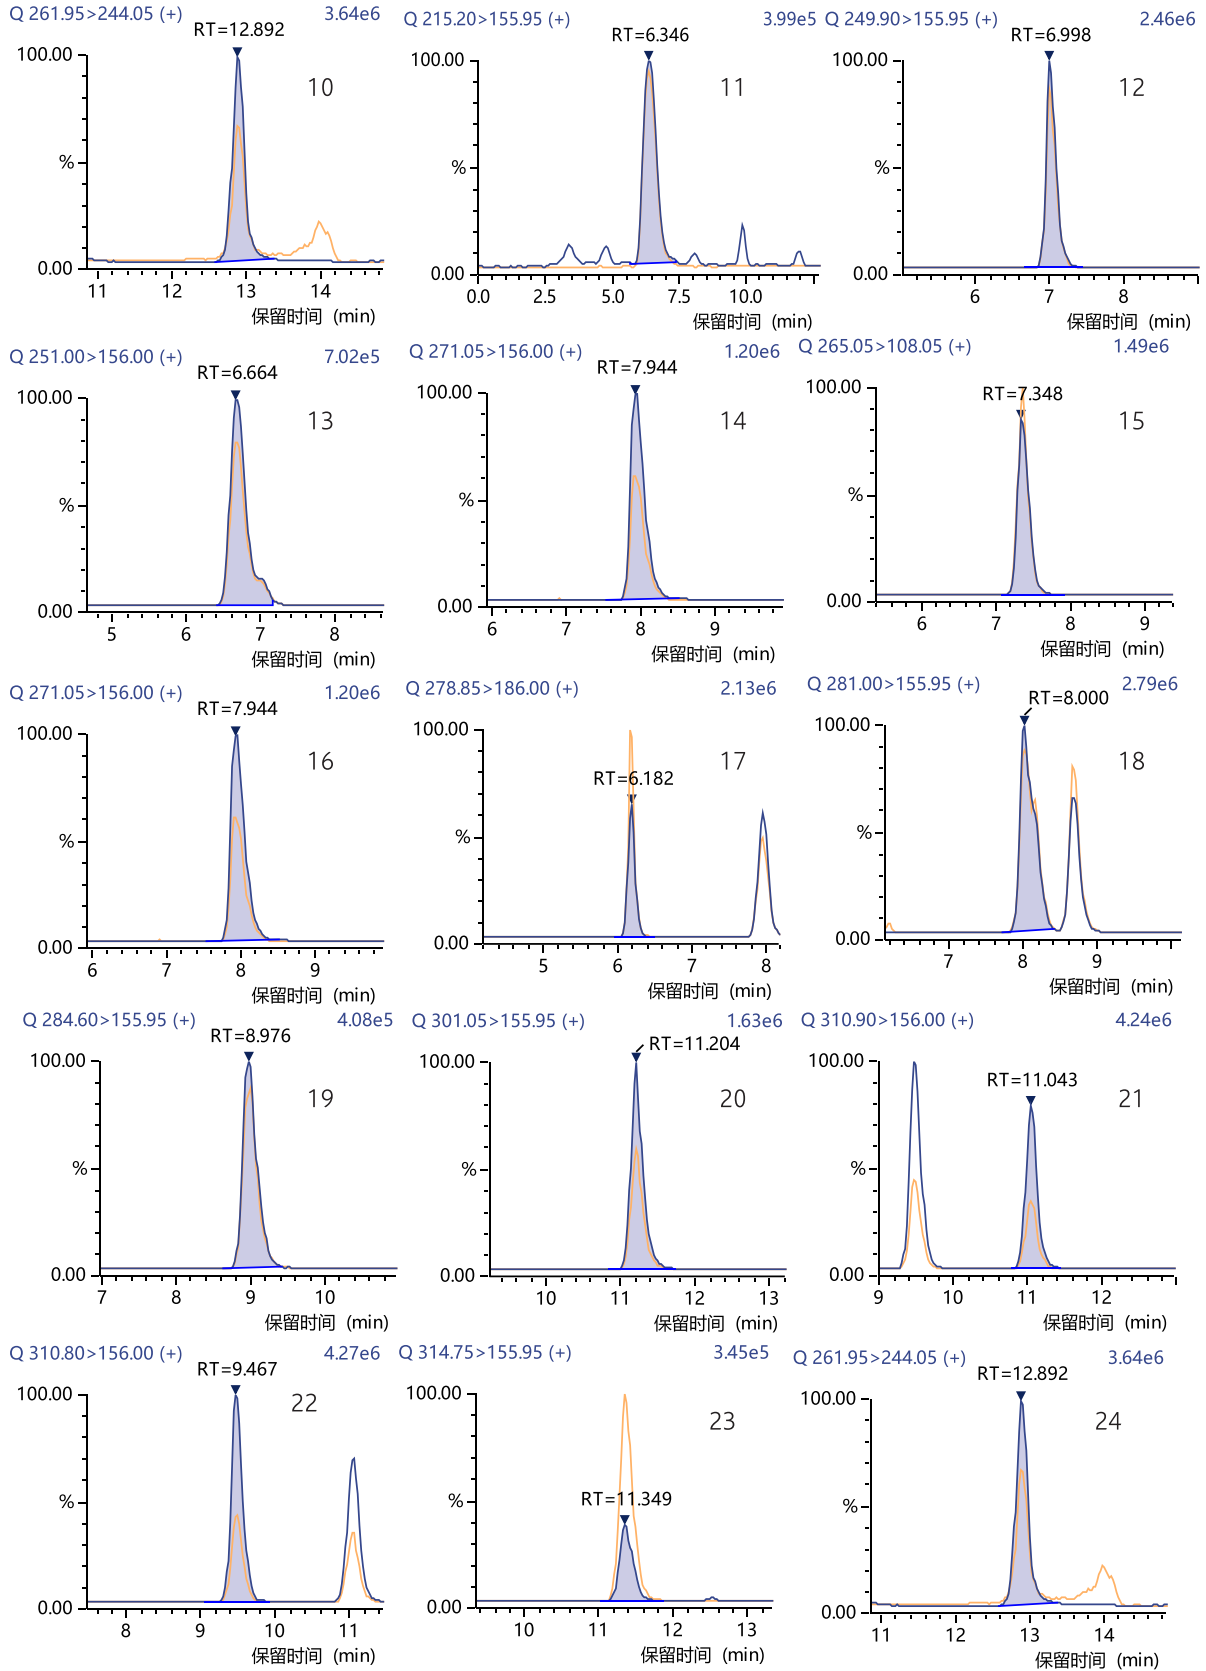 Q 261.95>244.05 (+) 3.64e6
RT=12.892
100.00
10
%
0.00
11 12 13 14
保留时间 (min)
Q 215.20>155.95 (+) 3.99e5
RT=6.346
100.00
11
%
0.00
0.0 2.5 5.0 7.5 10.0
保留时间 (min)
Q 249.90>155.95 (+) 2.46e6
RT=6.998
100.00
12
%
0.00
6 7 8
保留时间 (min)
Q 251.00>156.00 (+) 7.02e5
RT=6.664
100.00
13
%
0.00
5 6 7 8
保留时间 (min)
Q 271.05>156.00 (+) 1.20e6
RT=7.944
100.00
14
%
0.00
6 7 8 9
保留时间 (min)
Q 265.05>108.05 (+) 1.49e6
100.00
RT=7.348
15
%
0.00
6 7 8 9
保留时间 (min)
Q 271.05>156.00 (+) 1.20e6
RT=7.944
100.00
16
%
0.00
6 7 8 9
保留时间 (min)
Q 278.85>186.00 (+) 2.13e6
100.00
17
RT=6.182
%
0.00
5 6 7 8
保留时间 (min)
Q 281.00>155.95 (+) 2.79e6
RT=8.000
100.00
18
%
0.00
7 8 9
保留时间 (min)
Q 284.60>155.95 (+) 4.08e5
RT=8.976
100.00
19
%
0.00
7 8 9 10
保留时间 (min)
Q 301.05>155.95 (+) 1.63e6
RT=11.204
100.00
20
%
0.00
10 11 12 13
保留时间 (min)
Q 310.90>156.00 (+) 4.24e6
100.00
RT=11.043
21
%
0.00
9 10 11 12
保留时间 (min)
Q 310.80>156.00 (+) 4.27e6
RT=9.467
100.00
22
%
0.00
8 9 10 11
保留时间 (min)
Q 314.75>155.95 (+) 3.45e5
100.00
23
RT=11.349
%
0.00
10 11 12 13
保留时间 (min)
Q 261.95>244.05 (+) 3.64e6
RT=12.892
100.00
24
%
0.00
11 12 13 14
保留时间 (min)